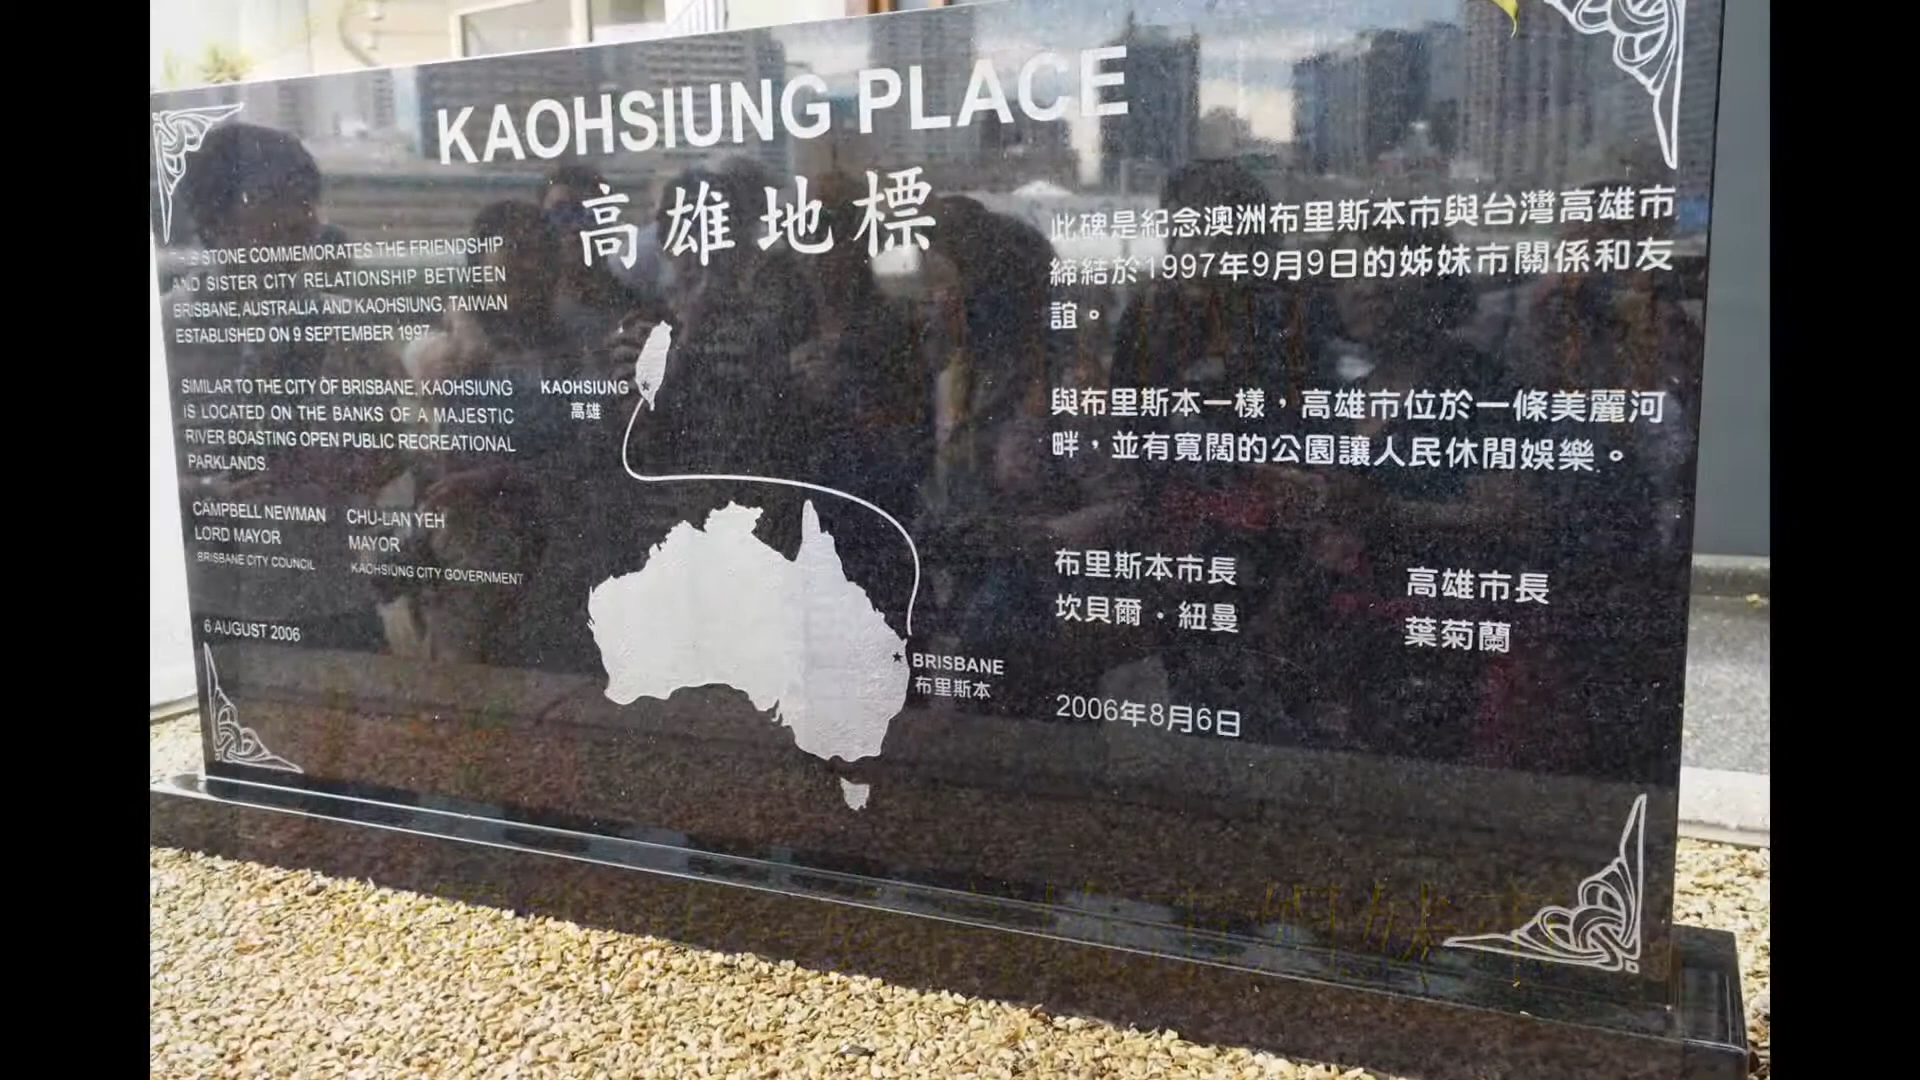 KAOHSIUNG PLACE
高雄地標
THIS STONE COMMEMORATES THE FRIENDSHIP
AND SISTER CITY RELATIONSHIP BETWEEN
BRISBANE, AUSTRALIA AND KAOHSIUNG, TAIWAN
ESTABLISHED ON 9 SEPTEMBER 1997.
SIMILAR TO THE CITY OF BRISBANE, KAOHSIUNG
IS LOCATED ON THE BANKS OF A MAJESTIC
RIVER BOASTING OPEN PUBLIC RECREATIONAL
PARKLANDS.
CAMPBELL NEWMAN
LORD MAYOR
BRISBANE CITY COUNCIL
CHU-LAN YEH
MAYOR
KAOHSIUNG CITY GOVERNMENT
6 AUGUST 2006
KAOHSIUNG
高雄
BRISBANE
布里斯本
此碑是紀念澳洲布里斯本市與台灣高雄市
締結於1997年9月9日的姊妹市關係和友
誼。
與布里斯本一樣，高雄市位於一條美麗河
畔，並有寬闊的公園讓人民休閒娛樂。
布里斯本市長
坎貝爾．紐曼
高雄市長
葉菊蘭
2006年8月6日